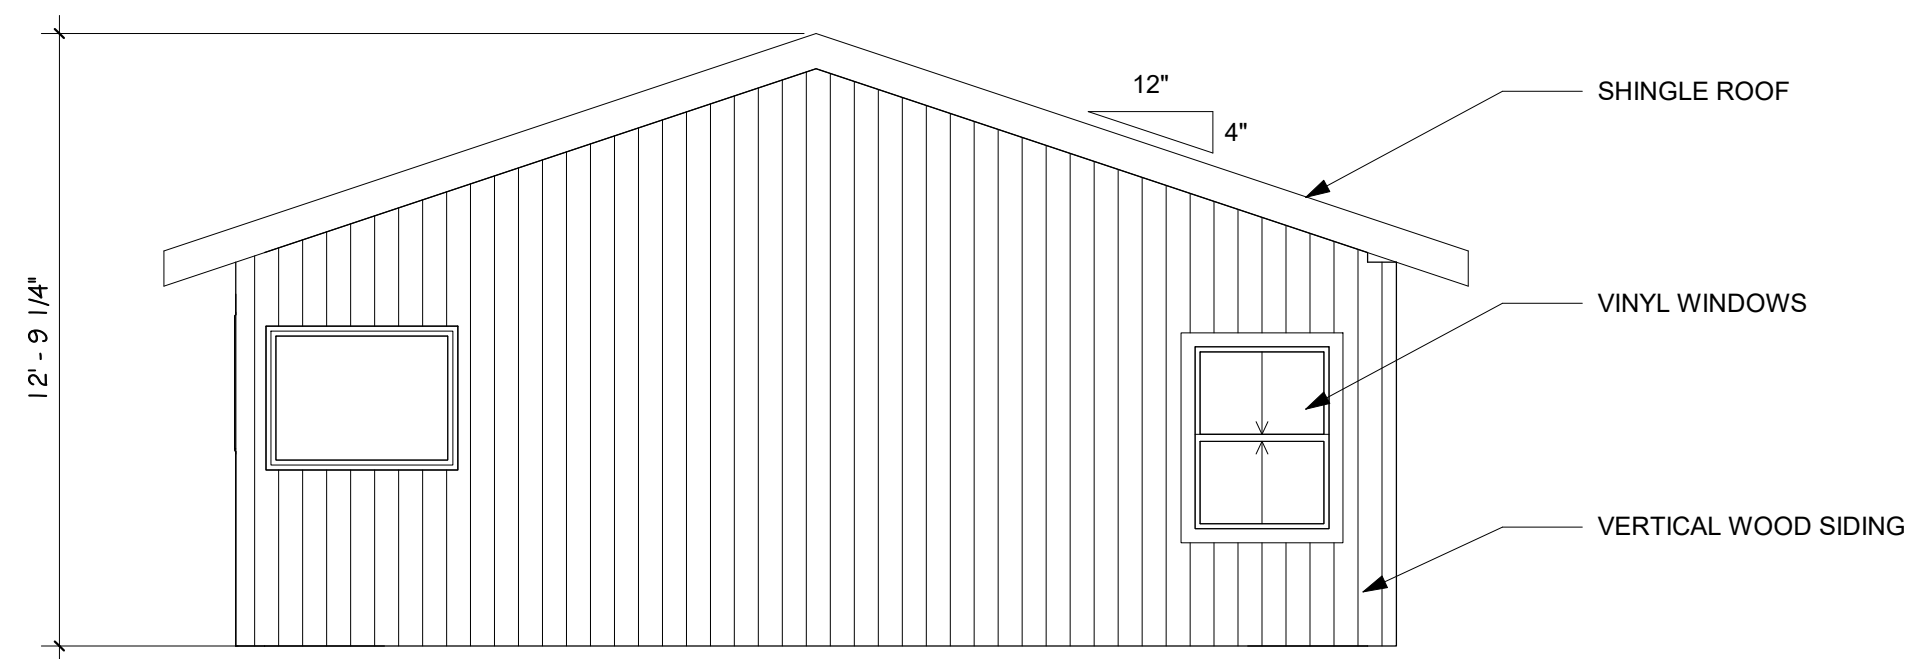 12"
4"
SHINGLE ROOF
12' - 9 1/4"
VINYL WINDOWS
VERTICAL WOOD SIDING